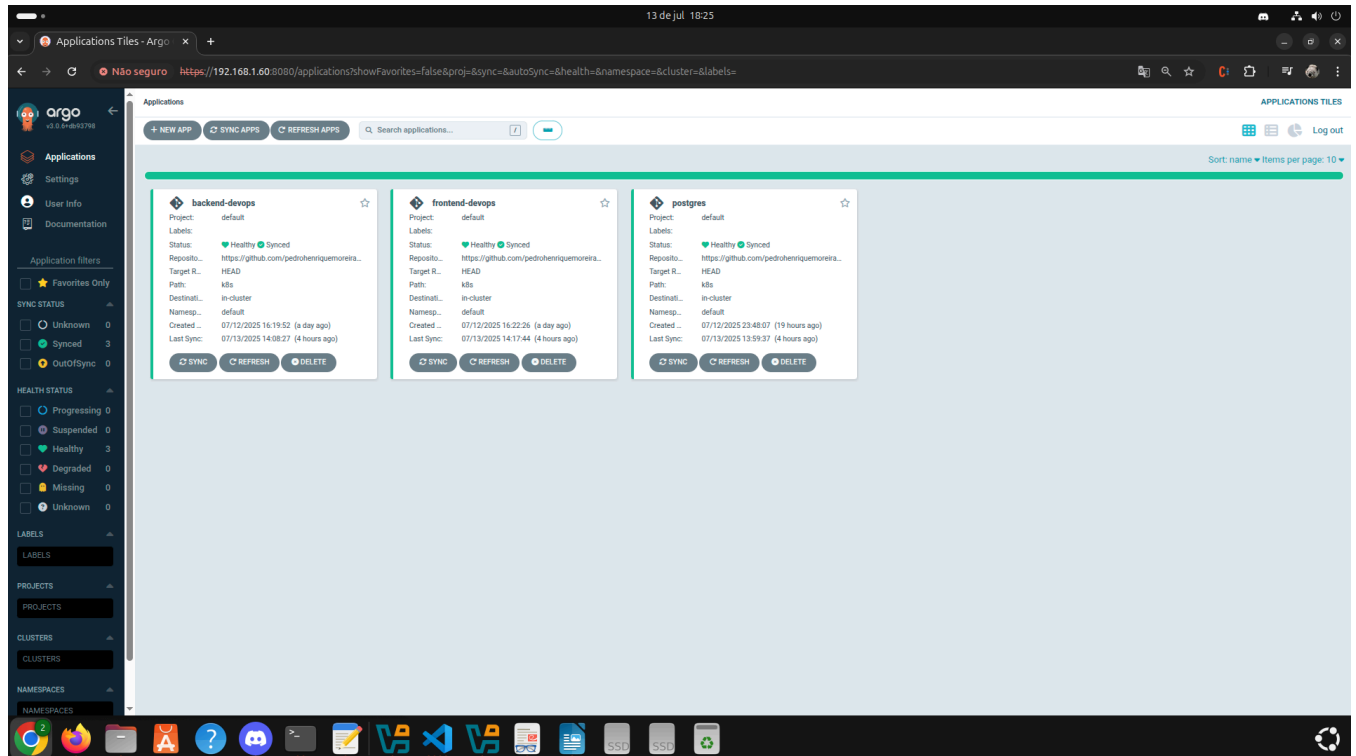 13 de jul 18:25
Applications Tiles - Argo
Não seguro https://192.168.1.60:8080/applications?showFavorites=false&proj=&sync=&autoSync=&health=&namespace=&cluster=&labels=
argo
v3.0.6+db93798
Applications
Settings
User Info
Documentation
Application filters
Favorites Only
SYNC STATUS
Unknown 0
Synced 3
OutOfSync 0
HEALTH STATUS
Progressing 0
Suspended 0
Healthy 3
Degraded 0
Missing 0
Unknown 0
LABELS
LABELS
PROJECTS
PROJECTS
CLUSTERS
CLUSTERS
NAMESPACES
NAMESPACES
Applications
APPLICATIONS TILES
+ NEW APP SYNC APPS REFRESH APPS Search applications... /
Log out
Sort: name Items per page: 10
backend-devops
Project: default
Labels:
Status: Healthy Synced
Reposito... https://github.com/pedrohenriquemoreira...
Target R... HEAD
Path: k8s
Destinati... in-cluster
Namesp... default
Created ... 07/12/2025 16:19:52 (a day ago)
Last Sync: 07/13/2025 14:08:27 (4 hours ago)
SYNC REFRESH DELETE
frontend-devops
Project: default
Labels:
Status: Healthy Synced
Reposito... https://github.com/pedrohenriquemoreira...
Target R... HEAD
Path: k8s
Destinati... in-cluster
Namesp... default
Created ... 07/12/2025 16:22:26 (a day ago)
Last Sync: 07/13/2025 14:17:44 (4 hours ago)
SYNC REFRESH DELETE
postgres
Project: default
Labels:
Status: Healthy Synced
Reposito... https://github.com/pedrohenriquemoreira...
Target R... HEAD
Path: k8s
Destinati... in-cluster
Namesp... default
Created ... 07/12/2025 23:48:07 (19 hours ago)
Last Sync: 07/13/2025 13:59:37 (4 hours ago)
SYNC REFRESH DELETE
2
SSD SSD